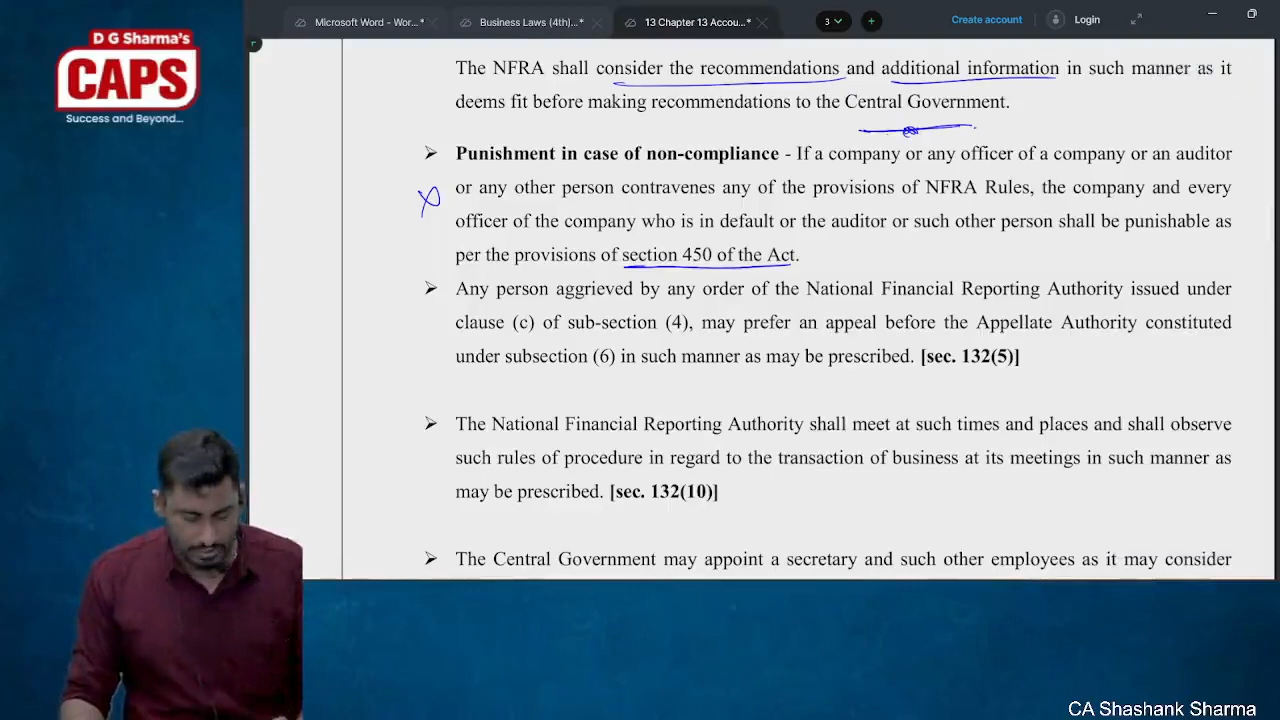 Microsoft Word - Wor...*
Business Laws (4th)...*
13 Chapter 13 Accou...*
3
Create account
Login
D G Sharma's
CAPS
Success and Beyond...
The NFRA shall consider the recommendations and additional information in such manner as it
deems fit before making recommendations to the Central Government.
Punishment in case of non-compliance - If a company or any officer of a company or an auditor
or any other person contravenes any of the provisions of NFRA Rules, the company and every
officer of the company who is in default or the auditor or such other person shall be punishable as
per the provisions of section 450 of the Act.
Any person aggrieved by any order of the National Financial Reporting Authority issued under
clause (c) of sub-section (4), may prefer an appeal before the Appellate Authority constituted
under subsection (6) in such manner as may be prescribed. [sec. 132(5)]
The National Financial Reporting Authority shall meet at such times and places and shall observe
such rules of procedure in regard to the transaction of business at its meetings in such manner as
may be prescribed. [sec. 132(10)]
The Central Government may appoint a secretary and such other employees as it may consider
CA Shashank Sharma